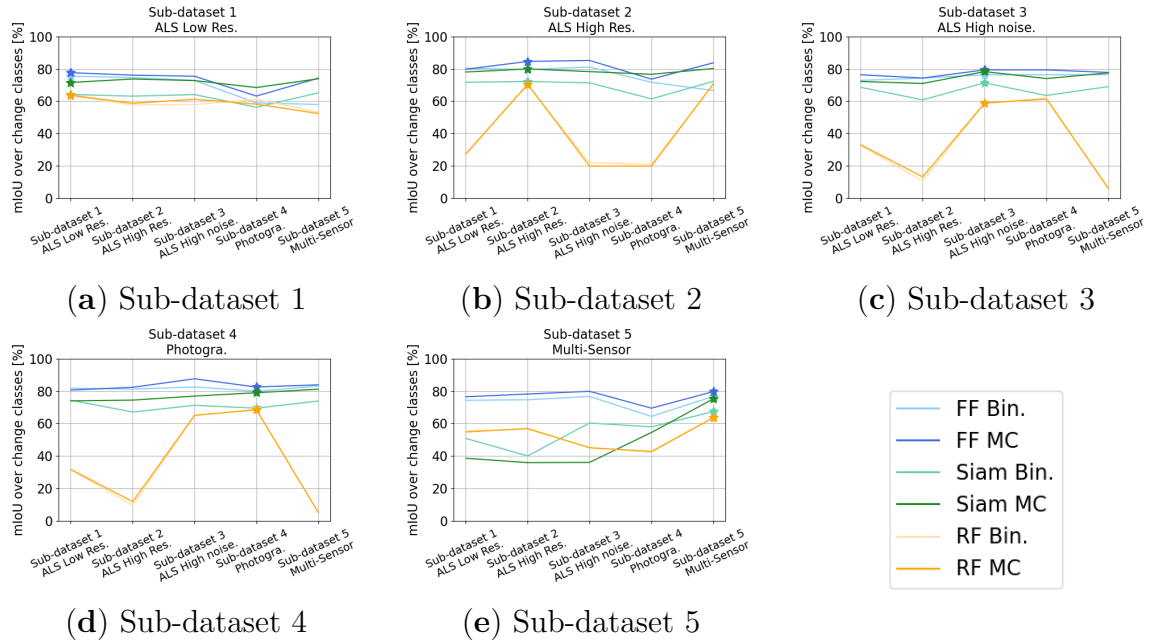 Sub-dataset 1
ALS Low Res.
mIoU over change classes [%]
100
80
60
40
20
0
Sub-dataset 1
ALS Low Res.
Sub-dataset 2
ALS High Res.
Sub-dataset 3
ALS High noise.
Sub-dataset 4
Photogra.
Sub-dataset 5
Multi-Sensor
(a) Sub-dataset 1
Sub-dataset 2
ALS High Res.
mIoU over change classes [%]
100
80
60
40
20
0
Sub-dataset 1
ALS Low Res.
Sub-dataset 2
ALS High Res.
Sub-dataset 3
ALS High noise.
Sub-dataset 4
Photogra.
Sub-dataset 5
Multi-Sensor
(b) Sub-dataset 2
Sub-dataset 3
ALS High noise.
mIoU over change classes [%]
100
80
60
40
20
0
Sub-dataset 1
ALS Low Res.
Sub-dataset 2
ALS High Res.
Sub-dataset 3
ALS High noise.
Sub-dataset 4
Photogra.
Sub-dataset 5
Multi-Sensor
(c) Sub-dataset 3
Sub-dataset 4
Photogra.
mIoU over change classes [%]
100
80
60
40
20
0
Sub-dataset 1
ALS Low Res.
Sub-dataset 2
ALS High Res.
Sub-dataset 3
ALS High noise.
Sub-dataset 4
Photogra.
Sub-dataset 5
Multi-Sensor
(d) Sub-dataset 4
Sub-dataset 5
Multi-Sensor
mIoU over change classes [%]
100
80
60
40
20
0
Sub-dataset 1
ALS Low Res.
Sub-dataset 2
ALS High Res.
Sub-dataset 3
ALS High noise.
Sub-dataset 4
Photogra.
Sub-dataset 5
Multi-Sensor
(e) Sub-dataset 5
FF Bin.
FF MC
Siam Bin.
Siam MC
RF Bin.
RF MC